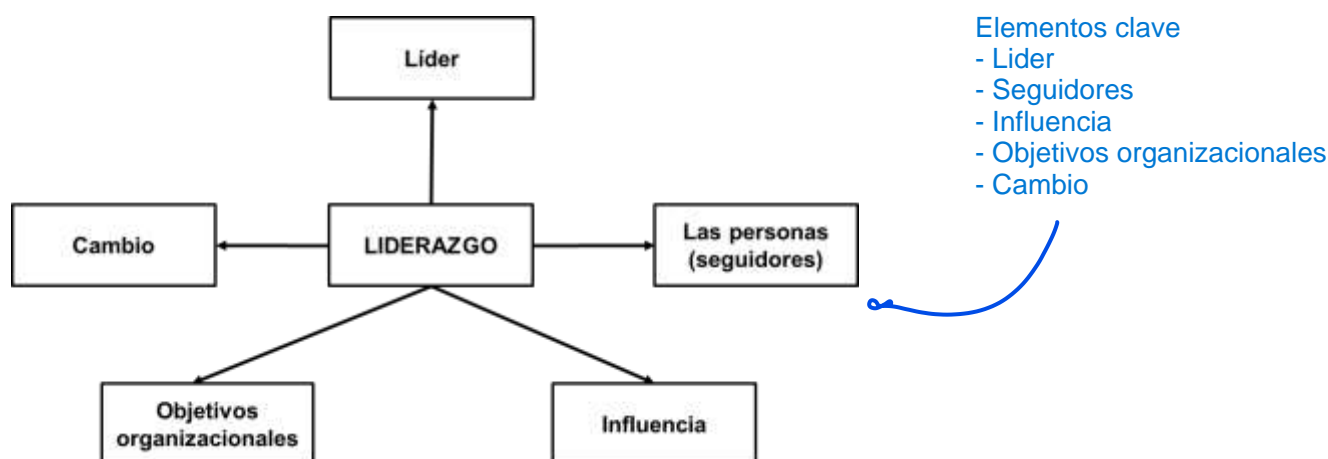 Líder
Cambio
LIDERAZGO
Las personas
(seguidores)
Objetivos
organizacionales
Influencia
Elementos clave
- Lider
- Seguidores
- Influencia
- Objetivos organizacionales
- Cambio